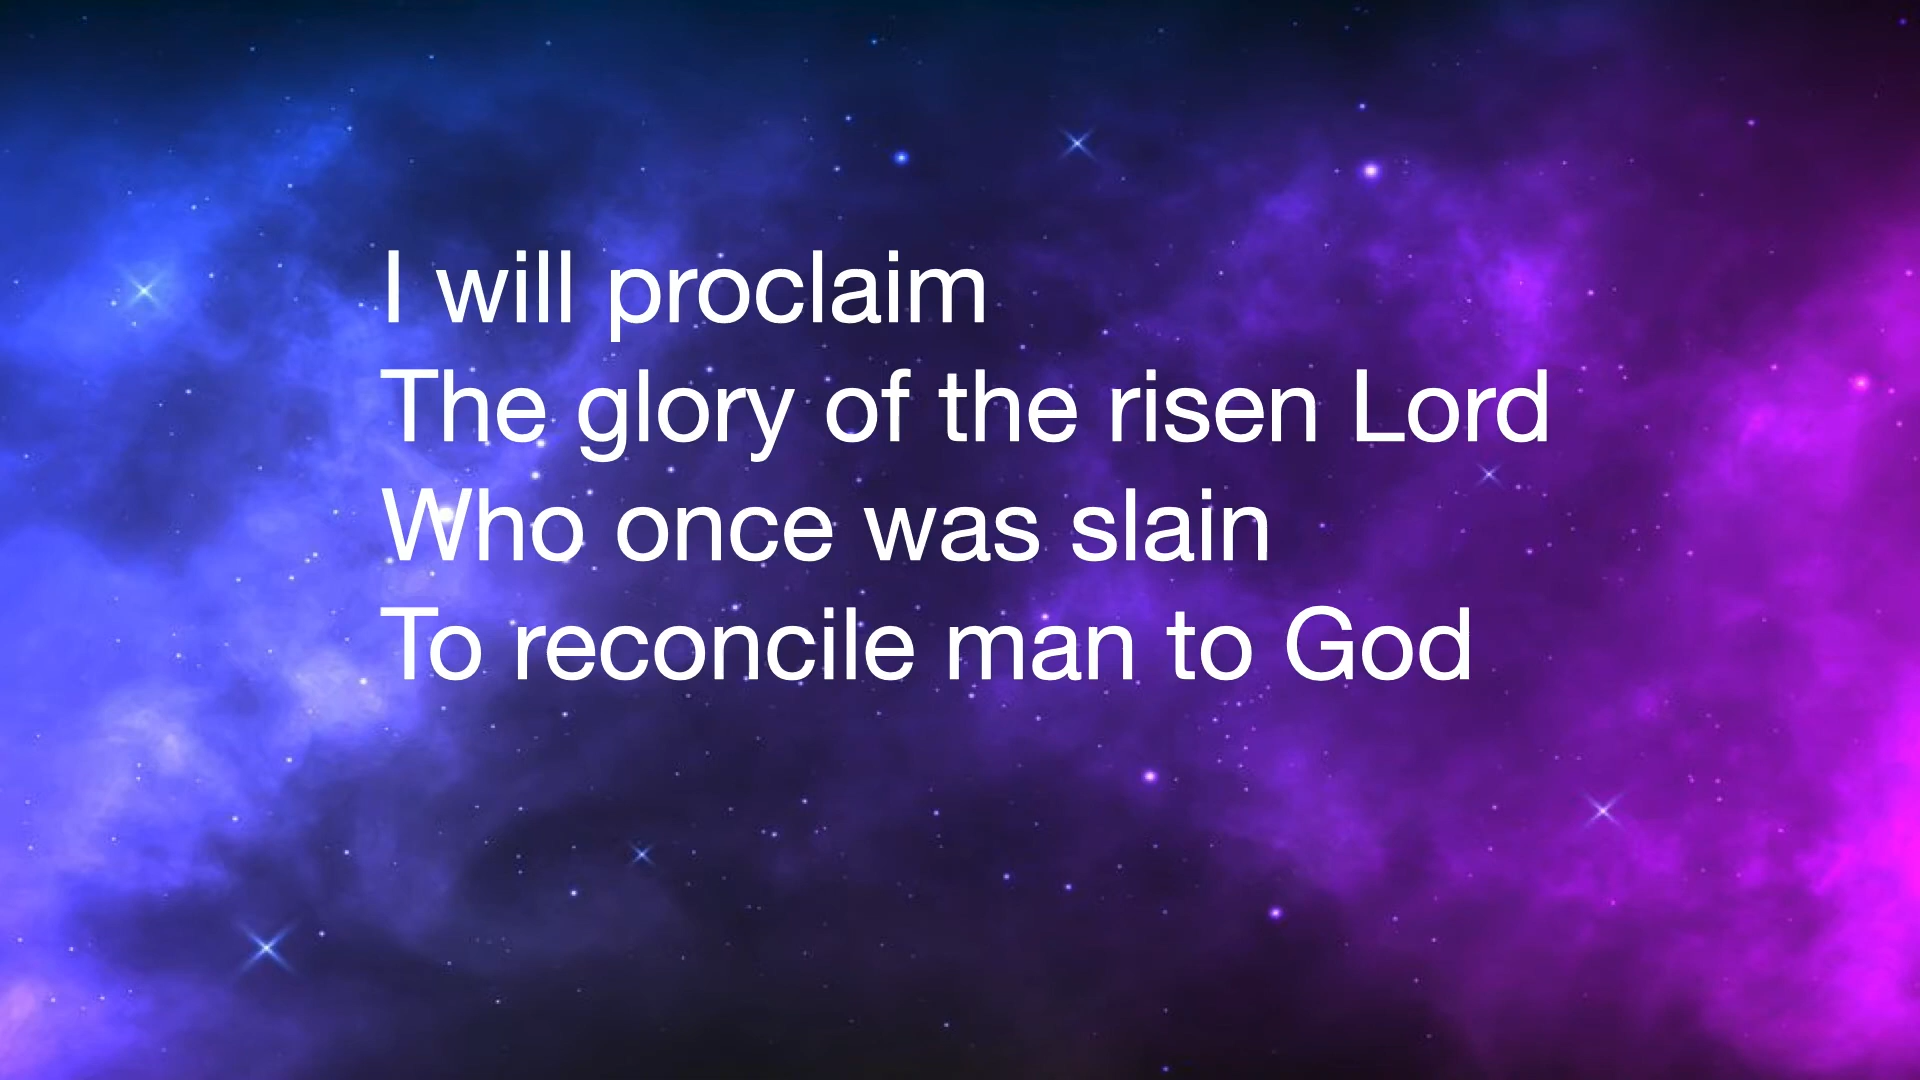 I will proclaim
The glory of the risen Lord
Who once was slain
To reconcile man to God